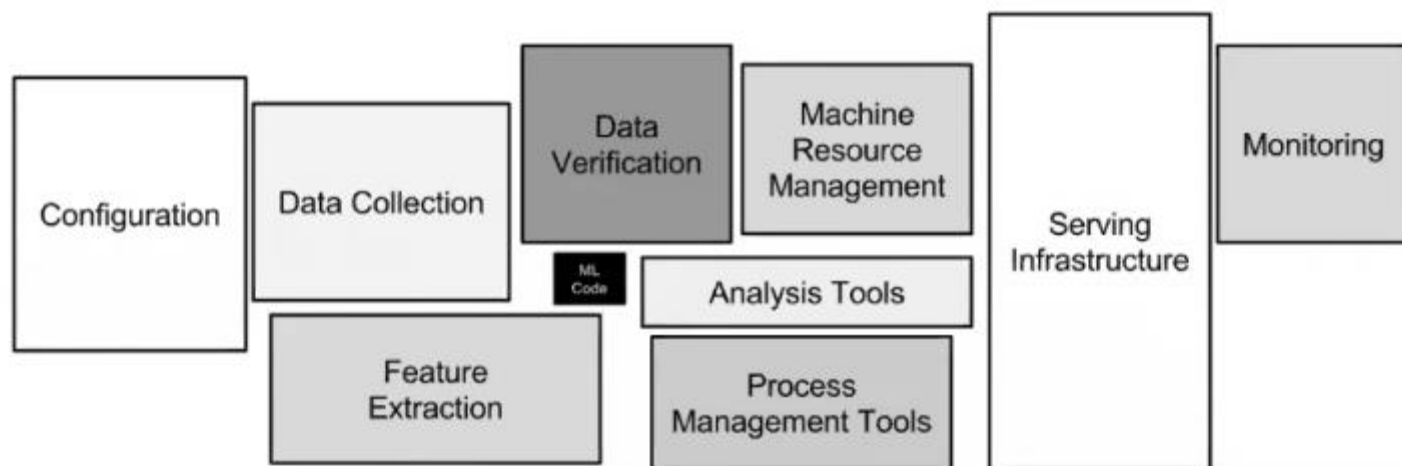 Configuration
Data Collection
Data
Verification
Machine
Resource
Management
Serving
Infrastructure
Monitoring
ML
Code
Analysis Tools
Feature
Extraction
Process
Management Tools